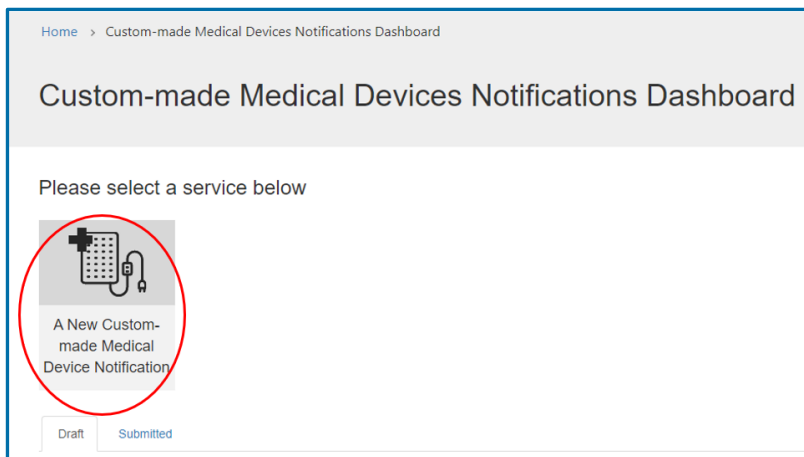 Home > Custom-made Medical Devices Notifications Dashboard
Custom-made Medical Devices Notifications Dashboard
Please select a service below
A New Custom-
made Medical
Device Notification
Draft Submitted